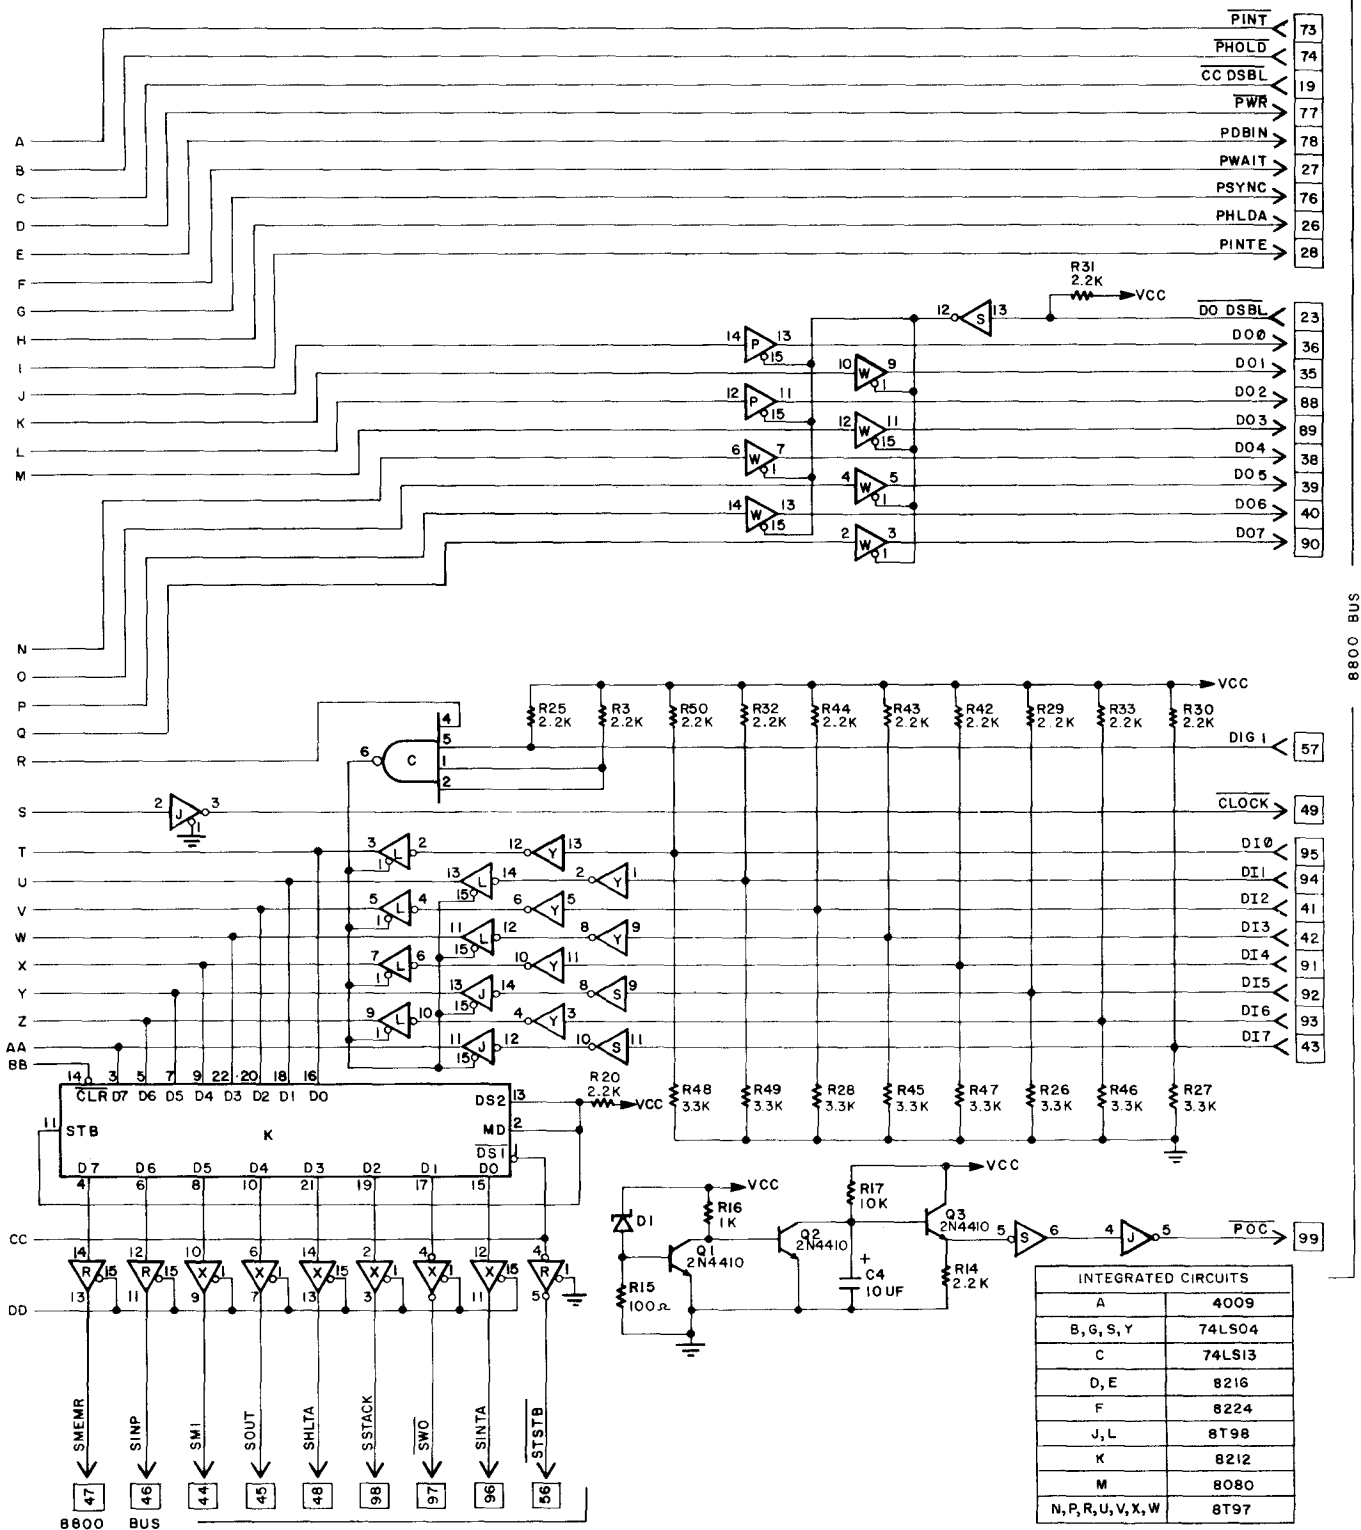 PINT 73
PHOLD 74
CC DSBL 19
PWR 77
A PDBIN 78
B PWAIT 27
C PSYNC 76
D PHLDA 26
E PINTE 28
F
G
H
I
J
K
L
M
R31
2.2K
VCC
12 S 13 DO DSBL 23
14 P 13 15 DO0 36
10 W 9 1 DO1 35
12 P 11 15 DO2 88
12 W 11 15 DO3 89
6 W 7 1 DO4 38
4 W 5 1 DO5 39
14 W 13 15 DO6 40
2 W 3 1 DO7 90
8800 BUS
N
O
P
Q
R
VCC
R25 2.2K
R3 2.2K
R50 2.2K
R32 2.2K
R44 2.2K
R43 2.2K
R42 2.2K
R29 2.2K
R33 2.2K
R30 2.2K
6 C 4 5 1 2
DIG 1 57
S 2 J 3 1 CLOCK 49
T 3 L 2 1 12 Y 13 DI0 95
U 13 L 14 15 2 Y 1 DI1 94
V 5 L 4 1 6 Y 5 DI2 41
W 11 L 12 15 8 Y 9 DI3 42
X 7 L 6 1 10 Y 11 DI4 91
Y 13 J 14 15 8 S 9 DI5 92
Z 9 L 10 1 4 Y 3 DI6 93
AA 11 J 12 15 10 S 11 DI7 43
BB
14 3 5 7 9 22 20 18 16
CLR D7 D6 D5 D4 D3 D2 D1 D0
R20
2.2K
VCC
R48 3.3K
R49 3.3K
R28 3.3K
R45 3.3K
R47 3.3K
R26 3.3K
R46 3.3K
R27 3.3K
DS2 13
11 STB K MD 2
DS1 1
D7 D6 D5 D4 D3 D2 D1 D0
4 6 8 10 21 19 17 15
CC
14 12 10 6 14 2 4 12 4
R 15 R 15 X 1 X 1 X 15 X 1 X 1 X 15 R 1
13 11 9 7 13 3 5 11 5
DD
VCC
D1
R16
1K
R15
100Ω
Q1
2N4410
Q2
2N4410
VCC
R17
10K
+
C4
10UF
Q3
2N4410
R14
2.2K
5 S 6 4 J 5 POC 99
SMEMR
SINP
SM1
SOUT
SHLTA
SSTACK
SWO
SINTA
STSTB
47 46 44 45 48 98 97 96 56
8800 BUS
INTEGRATED CIRCUITS
A 4009
B, G, S, Y 74LS04
C 74LS13
D, E 8216
F 8224
J, L 8T98
K 8212
M 8080
N, P, R, U, V, X, W 8T97